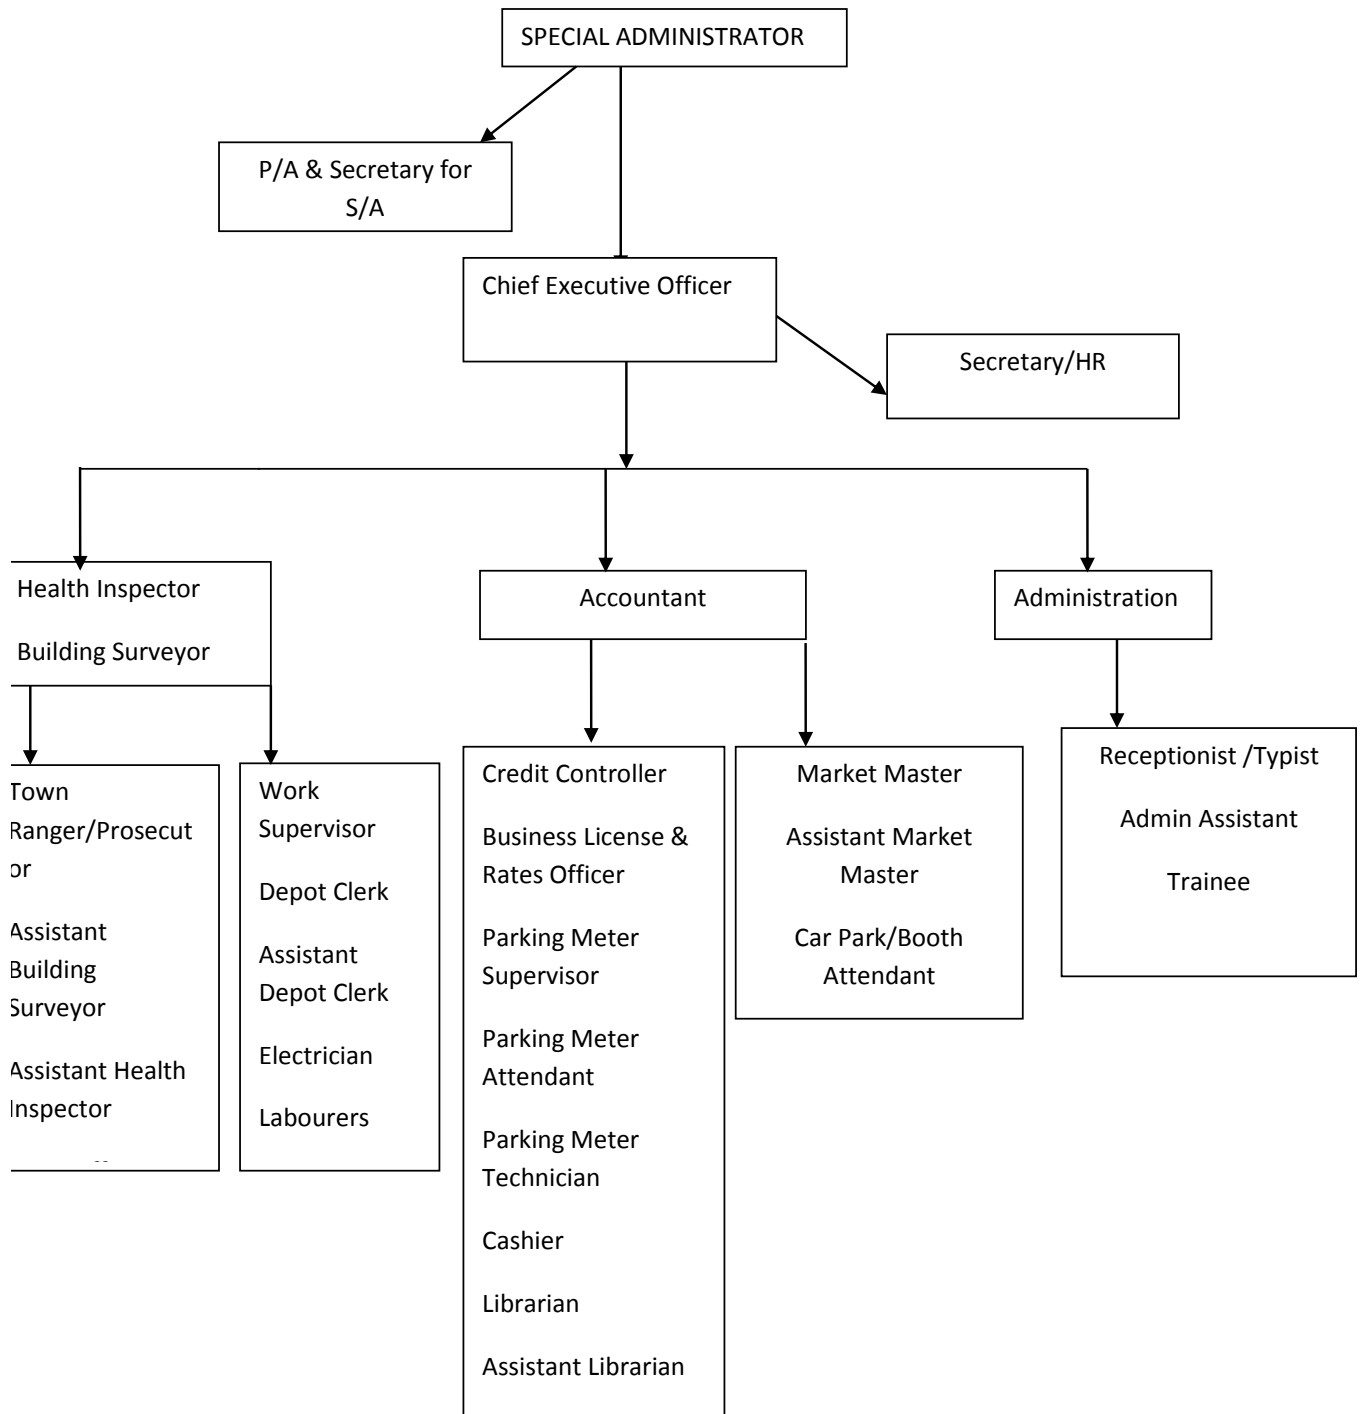 SPECIAL ADMINISTRATOR
P/A & Secretary for
S/A
Chief Executive Officer
Secretary/HR
Health Inspector
Building Surveyor
Accountant
Administration
Town
Ranger/Prosecut
or
Assistant
Building
Surveyor
Assistant Health
Inspector
Work
Supervisor
Depot Clerk
Assistant
Depot Clerk
Electrician
Labourers
Credit Controller
Business License &
Rates Officer
Parking Meter
Supervisor
Parking Meter
Attendant
Parking Meter
Technician
Cashier
Librarian
Assistant Librarian
Market Master
Assistant Market
Master
Car Park/Booth
Attendant
Receptionist /Typist
Admin Assistant
Trainee